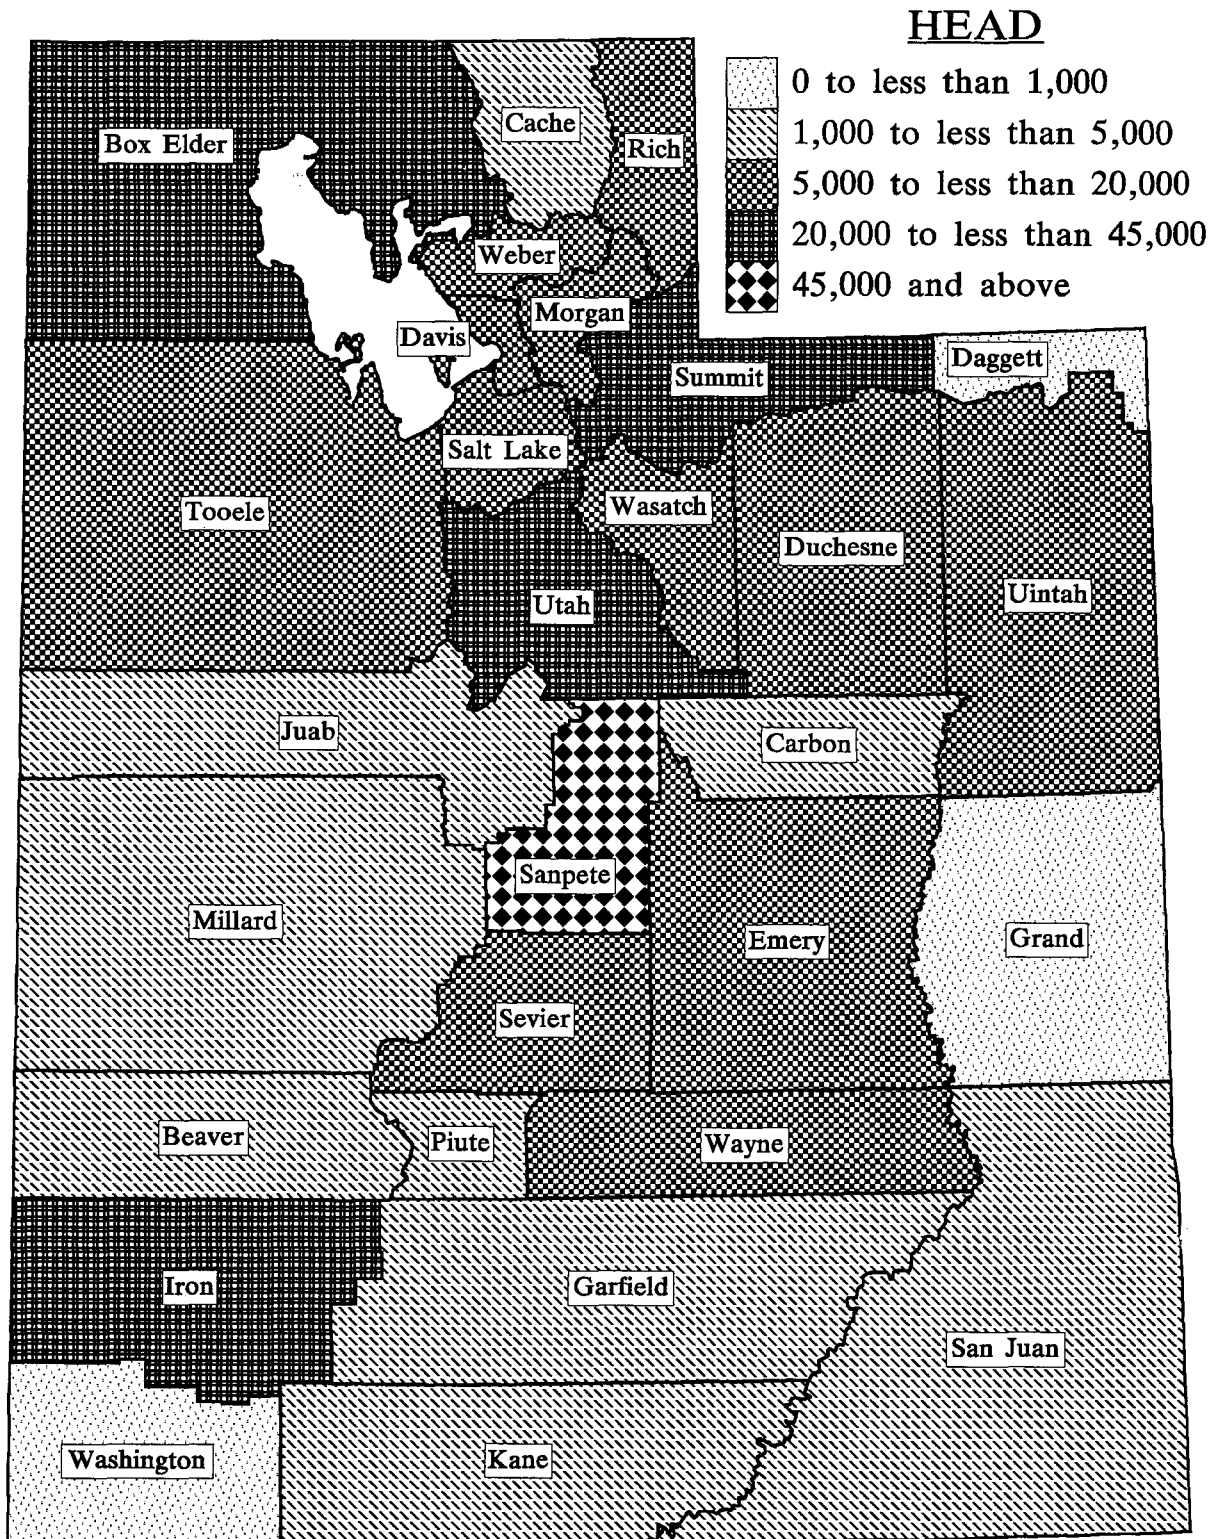 HEAD
0 to less than 1,000
1,000 to less than 5,000
5,000 to less than 20,000
20,000 to less than 45,000
45,000 and above
Cache
Box Elder
Rich
Weber
Morgan
Davis
Daggett
Summit
Salt Lake
Wasatch
Tooele
Duchesne
Uintah
Utah
Juab
Carbon
Sanpete
Millard
Grand
Emery
Sevier
Beaver
Piute
Wayne
Iron
Garfield
San Juan
Washington
Kane